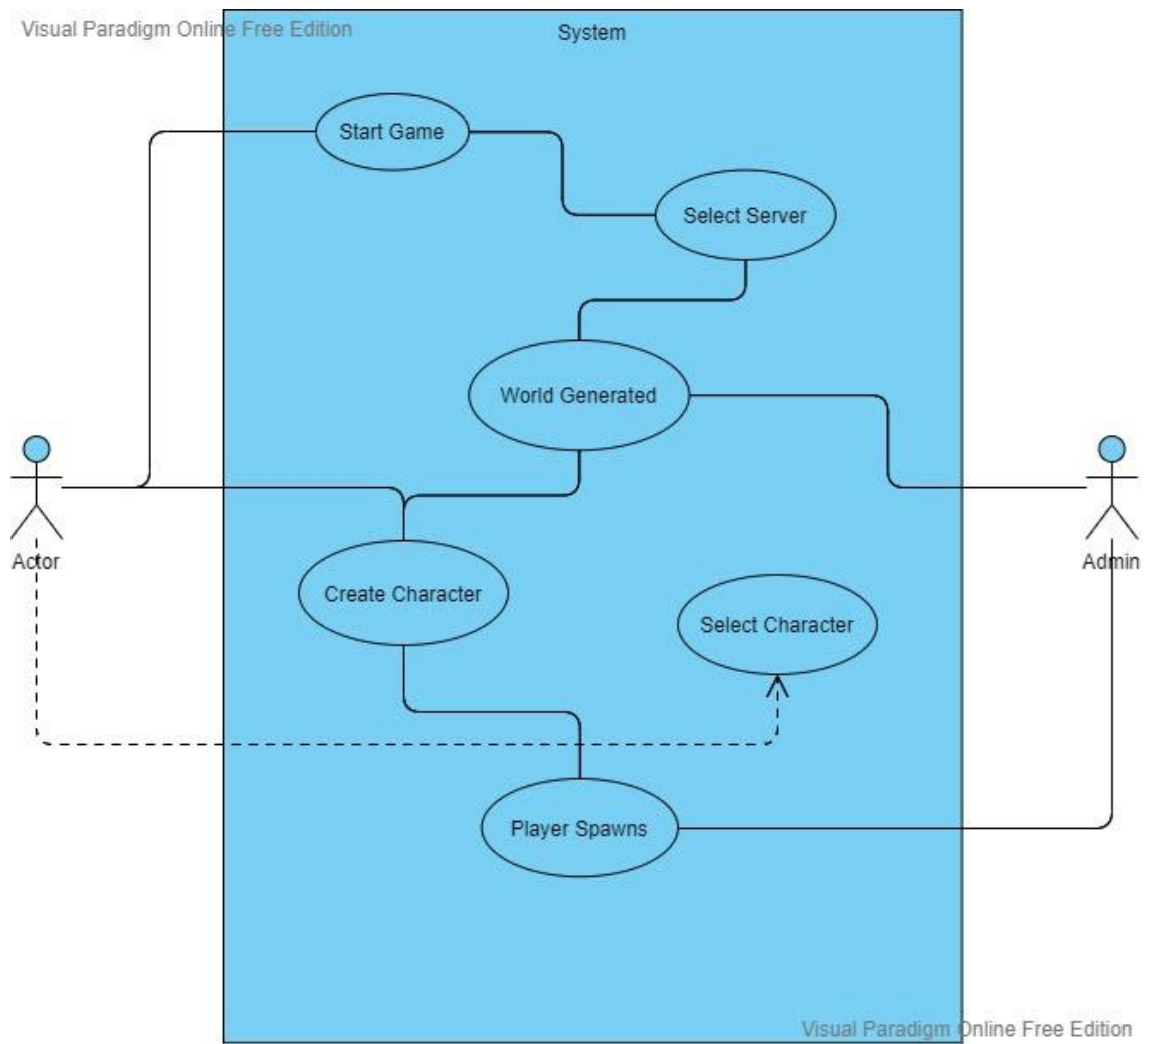 Visual Paradigm Online Free Edition
System
Start Game
Select Server
World Generated
Actor
Admin
Create Character
Select Character
Player Spawns
Visual Paradigm Online Free Edition